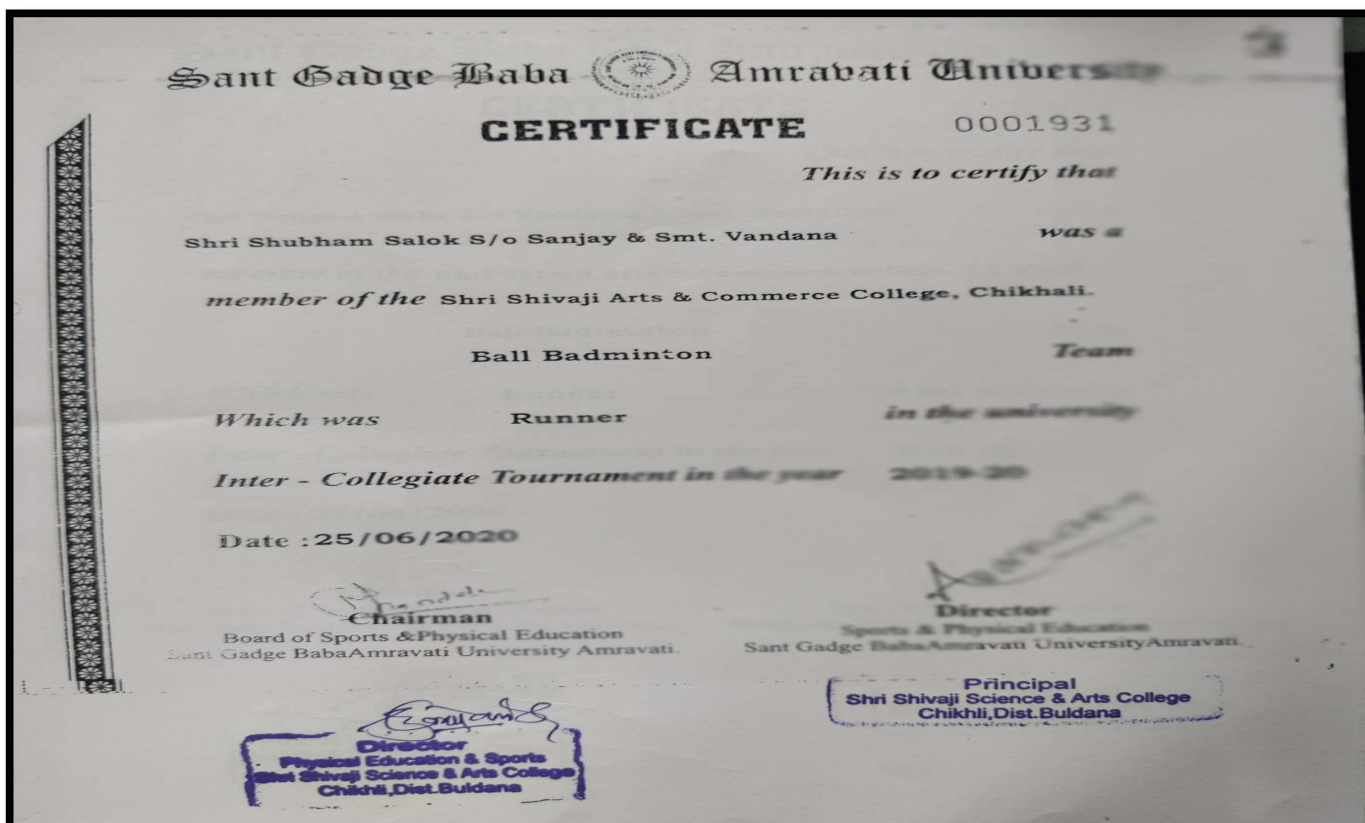 Sant Gadge Baba Amravati University
CERTIFICATE 0001931
This is to certify that
Shri Shubham Salok S/o Sanjay & Smt. Vandana was a
member of the Shri Shivaji Arts & Commerce College, Chikhali.
Ball Badminton Team
Which was Runner in the university
Inter - Collegiate Tournament in the year 2019-20
Date :25/06/2020
Chairman
Board of Sports &Physical Education
Sant Gadge BabaAmravati University Amravati.
Director
Sports & Physical Education
Sant Gadge BabaAmravati UniversityAmravati.
Director
Physical Education & Sports
Shri Shivaji Science & Arts College
Chikhli,Dist.Buldana
Principal
Shri Shivaji Science & Arts College
Chikhli,Dist.Buldana